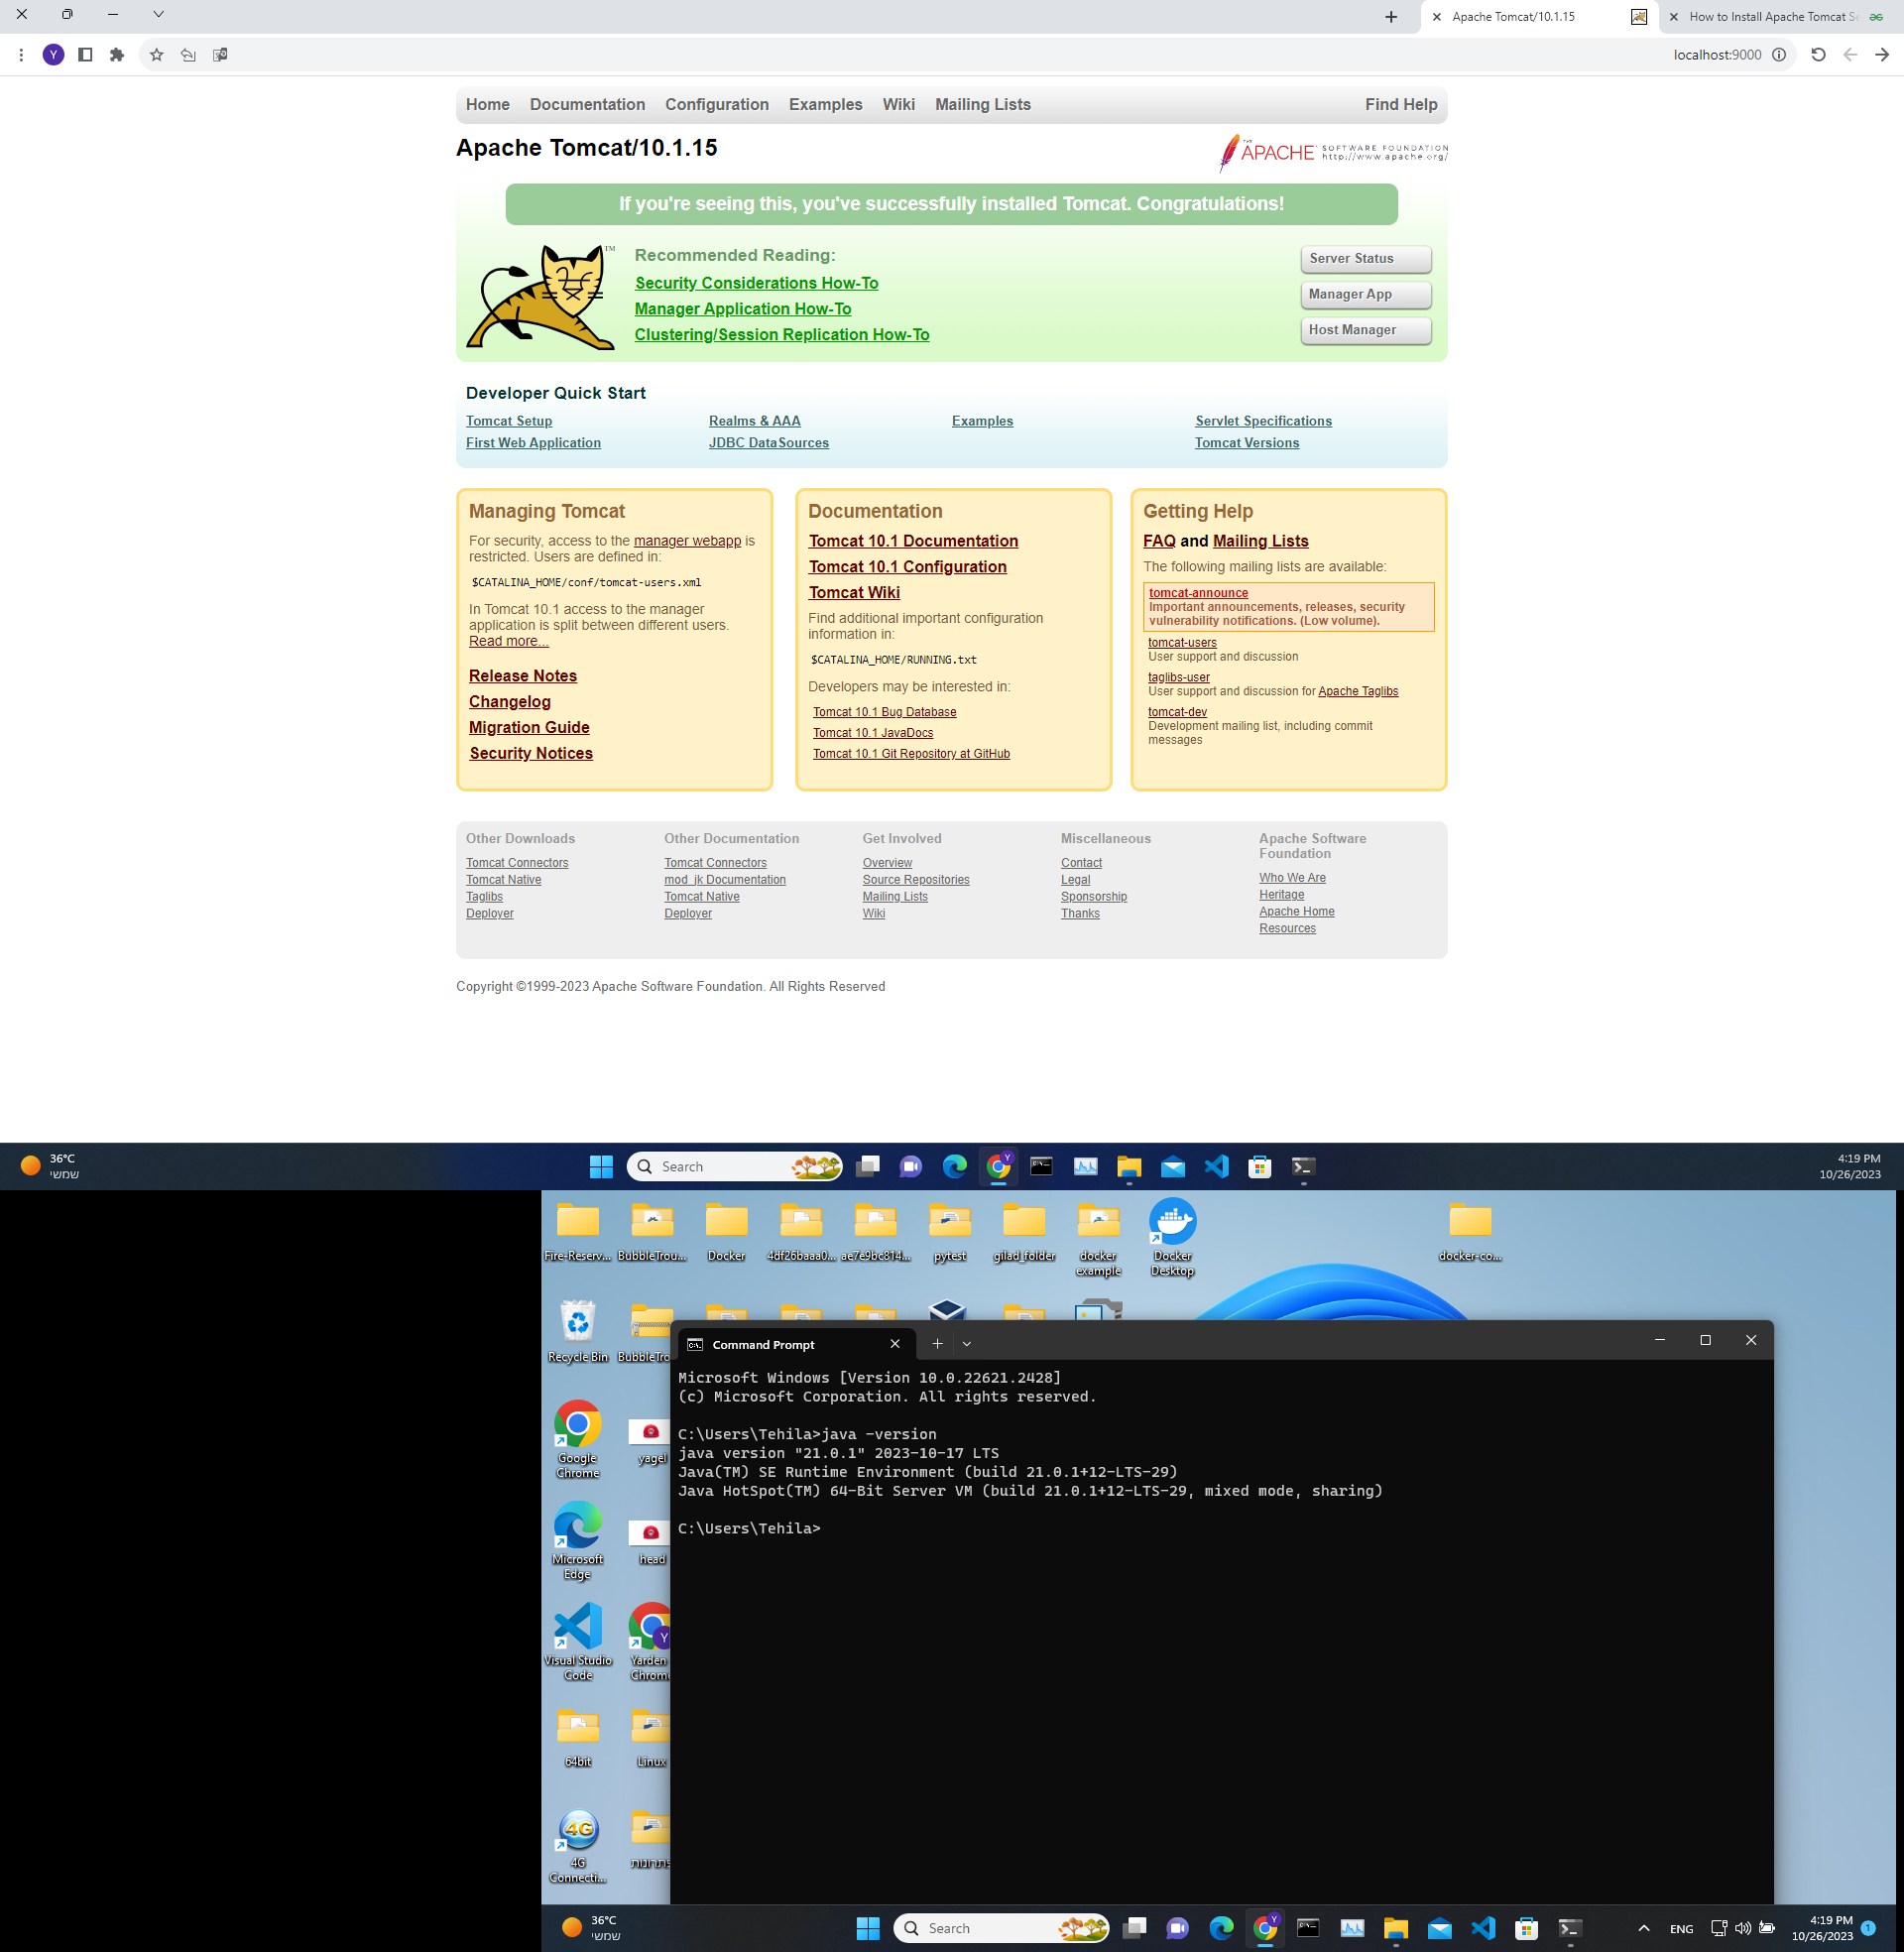 Apache Tomcat/10.1.15
How to Install Apache Tomcat
Y
localhost:9000
Home Documentation Configuration Examples Wiki Mailing Lists Find Help
Apache Tomcat/10.1.15
THE APACHE SOFTWARE FOUNDATION
http://www.apache.org/
If you're seeing this, you've successfully installed Tomcat. Congratulations!
TM
Recommended Reading:
Security Considerations How-To
Manager Application How-To
Clustering/Session Replication How-To
Server Status
Manager App
Host Manager
Developer Quick Start
Tomcat Setup
First Web Application
Realms & AAA
JDBC DataSources
Examples
Servlet Specifications
Tomcat Versions
Managing Tomcat
For security, access to the manager webapp is
restricted. Users are defined in:
$CATALINA_HOME/conf/tomcat-users.xml
In Tomcat 10.1 access to the manager
application is split between different users.
Read more...
Release Notes
Changelog
Migration Guide
Security Notices
Documentation
Tomcat 10.1 Documentation
Tomcat 10.1 Configuration
Tomcat Wiki
Find additional important configuration
information in:
$CATALINA_HOME/RUNNING.txt
Developers may be interested in:
Tomcat 10.1 Bug Database
Tomcat 10.1 JavaDocs
Tomcat 10.1 Git Repository at GitHub
Getting Help
FAQ and Mailing Lists
The following mailing lists are available:
tomcat-announce
Important announcements, releases, security
vulnerability notifications. (Low volume).
tomcat-users
User support and discussion
taglibs-user
User support and discussion for Apache Taglibs
tomcat-dev
Development mailing list, including commit
messages
Other Downloads
Tomcat Connectors
Tomcat Native
Taglibs
Deployer
Other Documentation
Tomcat Connectors
mod_jk Documentation
Tomcat Native
Deployer
Get Involved
Overview
Source Repositories
Mailing Lists
Wiki
Miscellaneous
Contact
Legal
Sponsorship
Thanks
Apache Software
Foundation
Who We Are
Heritage
Apache Home
Resources
Copyright ©1999-2023 Apache Software Foundation. All Rights Reserved
36°C
שמשי
Search
Y
4:19 PM
10/26/2023
Fire-Reserv... BubbleTrou... Docker 4df26baaa0... ae7e9bc814... pytest gilad_folder docker
example
Docker
Desktop
docker-co...
Recycle Bin
Google
Chrome
yagel
Microsoft
Edge
head
Visual Studio
Code
Yarden
64bit
Linux
4G
4G
Connecti...
Command Prompt
Microsoft Windows [Version 10.0.22621.2428]
(c) Microsoft Corporation. All rights reserved.
C:\Users\Tehila>java -version
java version "21.0.1" 2023-10-17 LTS
Java(TM) SE Runtime Environment (build 21.0.1+12-LTS-29)
Java HotSpot(TM) 64-Bit Server VM (build 21.0.1+12-LTS-29, mixed mode, sharing)
C:\Users\Tehila>
36°C
שמשי
Search
Y
ENG
4:19 PM
10/26/2023
1